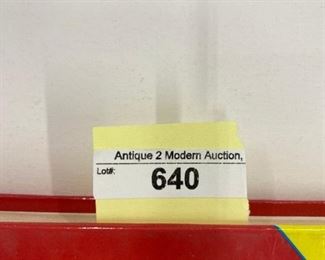 Antique 2 Modern Auction,
Lot#:
640